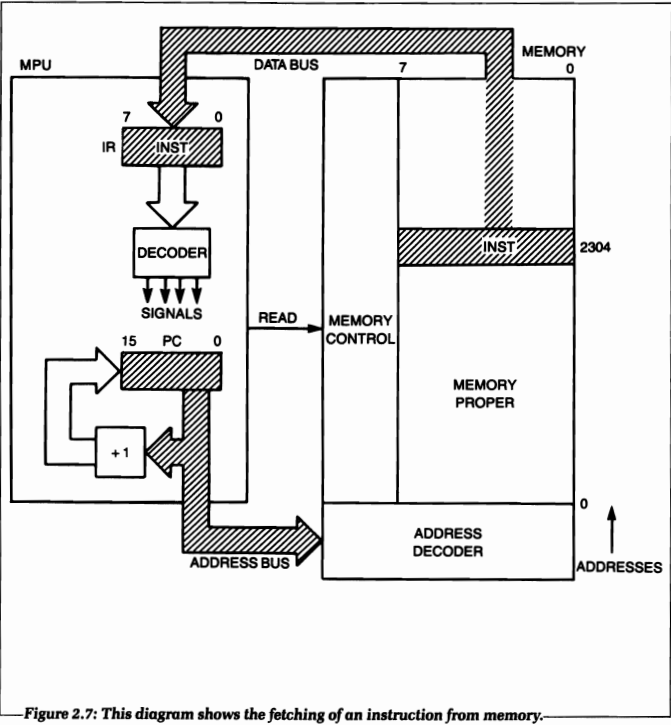 MEMORY
MPU
DATA BUS
7 0
7 0
IR INST
DECODER
INST 2304
SIGNALS
READ
MEMORY
CONTROL
15 PC 0
MEMORY
PROPER
+1
0
ADDRESS
DECODER
ADDRESS BUS
ADDRESSES
Figure 2.7: This diagram shows the fetching of an instruction from memory.